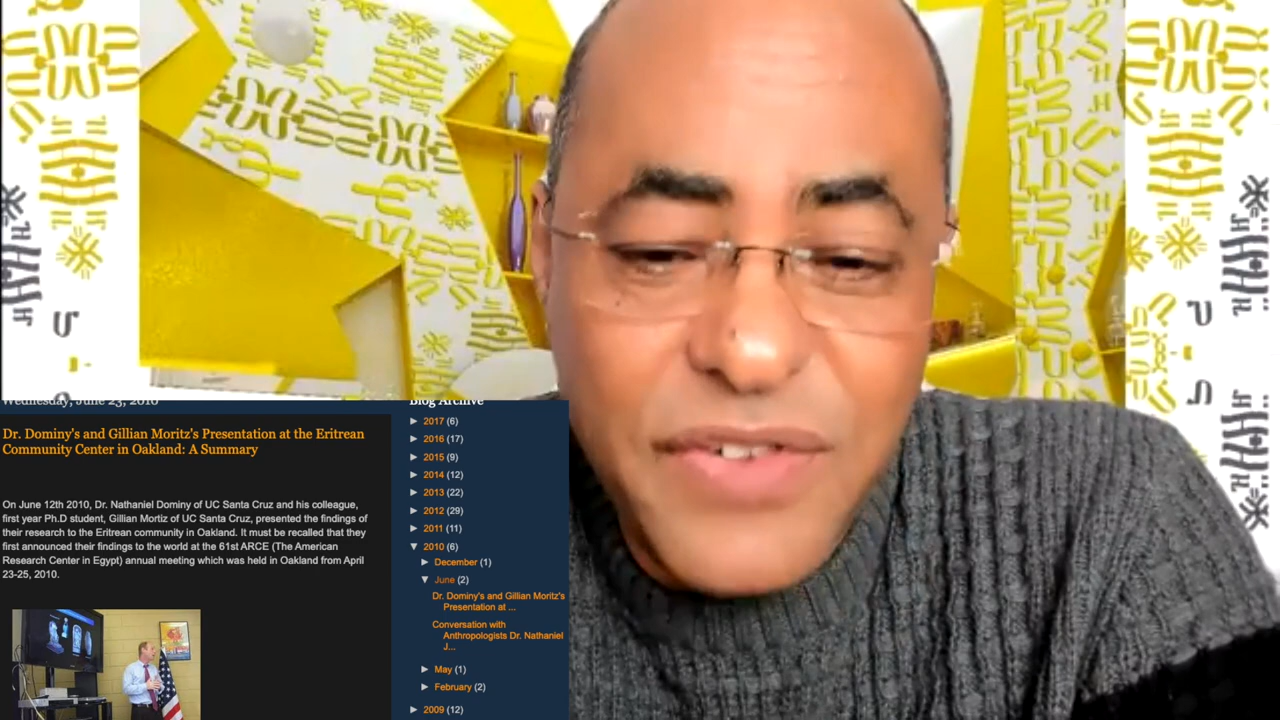 Wednesday, June 23, 2010
Dr. Dominy's and Gillian Moritz's Presentation at the Eritrean
Community Center in Oakland: A Summary
On June 12th 2010, Dr. Nathaniel Dominy of UC Santa Cruz and his colleague,
first year Ph.D student, Gillian Mortiz of UC Santa Cruz, presented the findings of
their research to the Eritrean community in Oakland. It must be recalled that they
first announced their findings to the world at the 61st ARCE (The American
Research Center in Egypt) annual meeting which was held in Oakland from April
23-25, 2010.
Blog Archive
► 2017 (6)
► 2016 (17)
► 2015 (9)
► 2014 (12)
► 2013 (22)
► 2012 (29)
► 2011 (11)
▼ 2010 (6)
► December (1)
▼ June (2)
Dr. Dominy's and Gillian Moritz's
Presentation at ...
Conversation with
Anthropologists Dr. Nathaniel
J...
► May (1)
► February (2)
► 2009 (12)